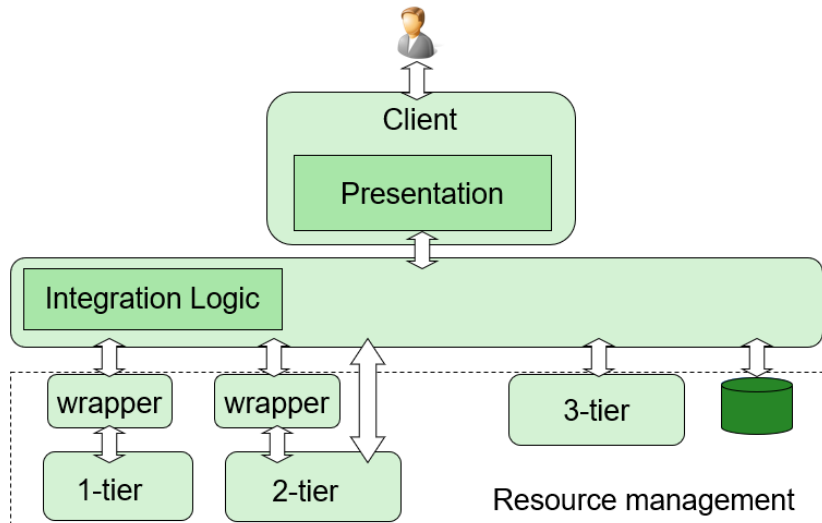 Client
Presentation
Integration Logic
wrapper
wrapper
3-tier
1-tier
2-tier
Resource management